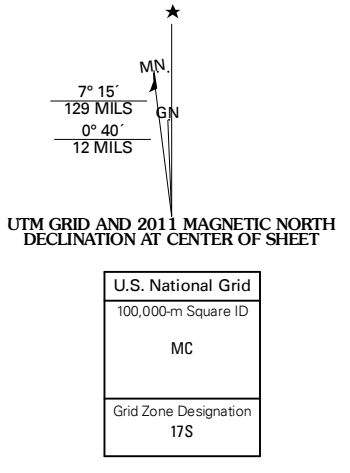 MN.
7° 15´
129 MILS
GN
0° 40´
12 MILS
UTM GRID AND 2011 MAGNETIC NORTH
DECLINATION AT CENTER OF SHEET
U.S. National Grid
100,000-m Square ID
MC
Grid Zone Designation
17S